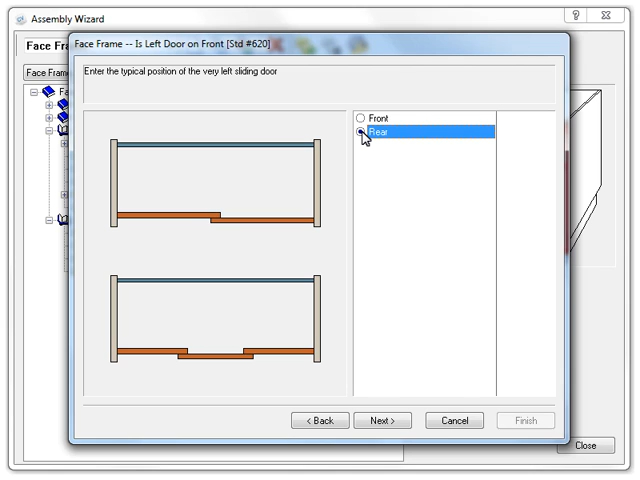 Assembly Wizard
Face Frame -- Is Left Door on Front [Std #620]
Face Fra
Face Frame
Fa
Enter the typical position of the very left sliding door
Front
Rear
< Back
Next >
Cancel
Finish
Close